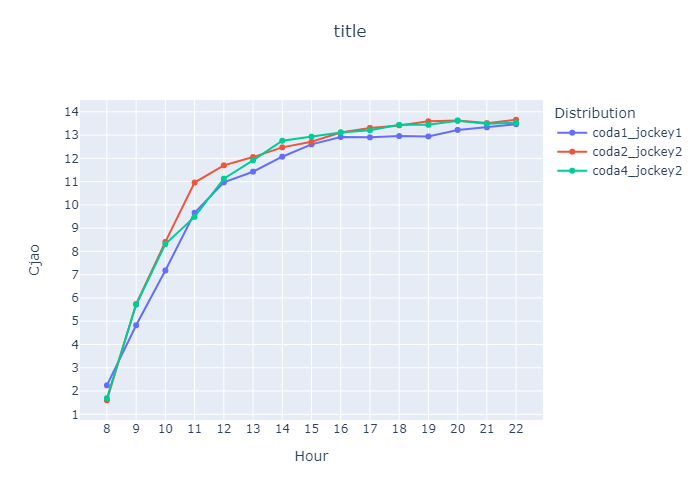 title
Cjao
14
13
12
11
10
9
8
7
6
5
4
3
2
1
8 9 10 11 12 13 14 15 16 17 18 19 20 21 22
Hour
Distribution
coda1_jockey1
coda2_jockey2
coda4_jockey2